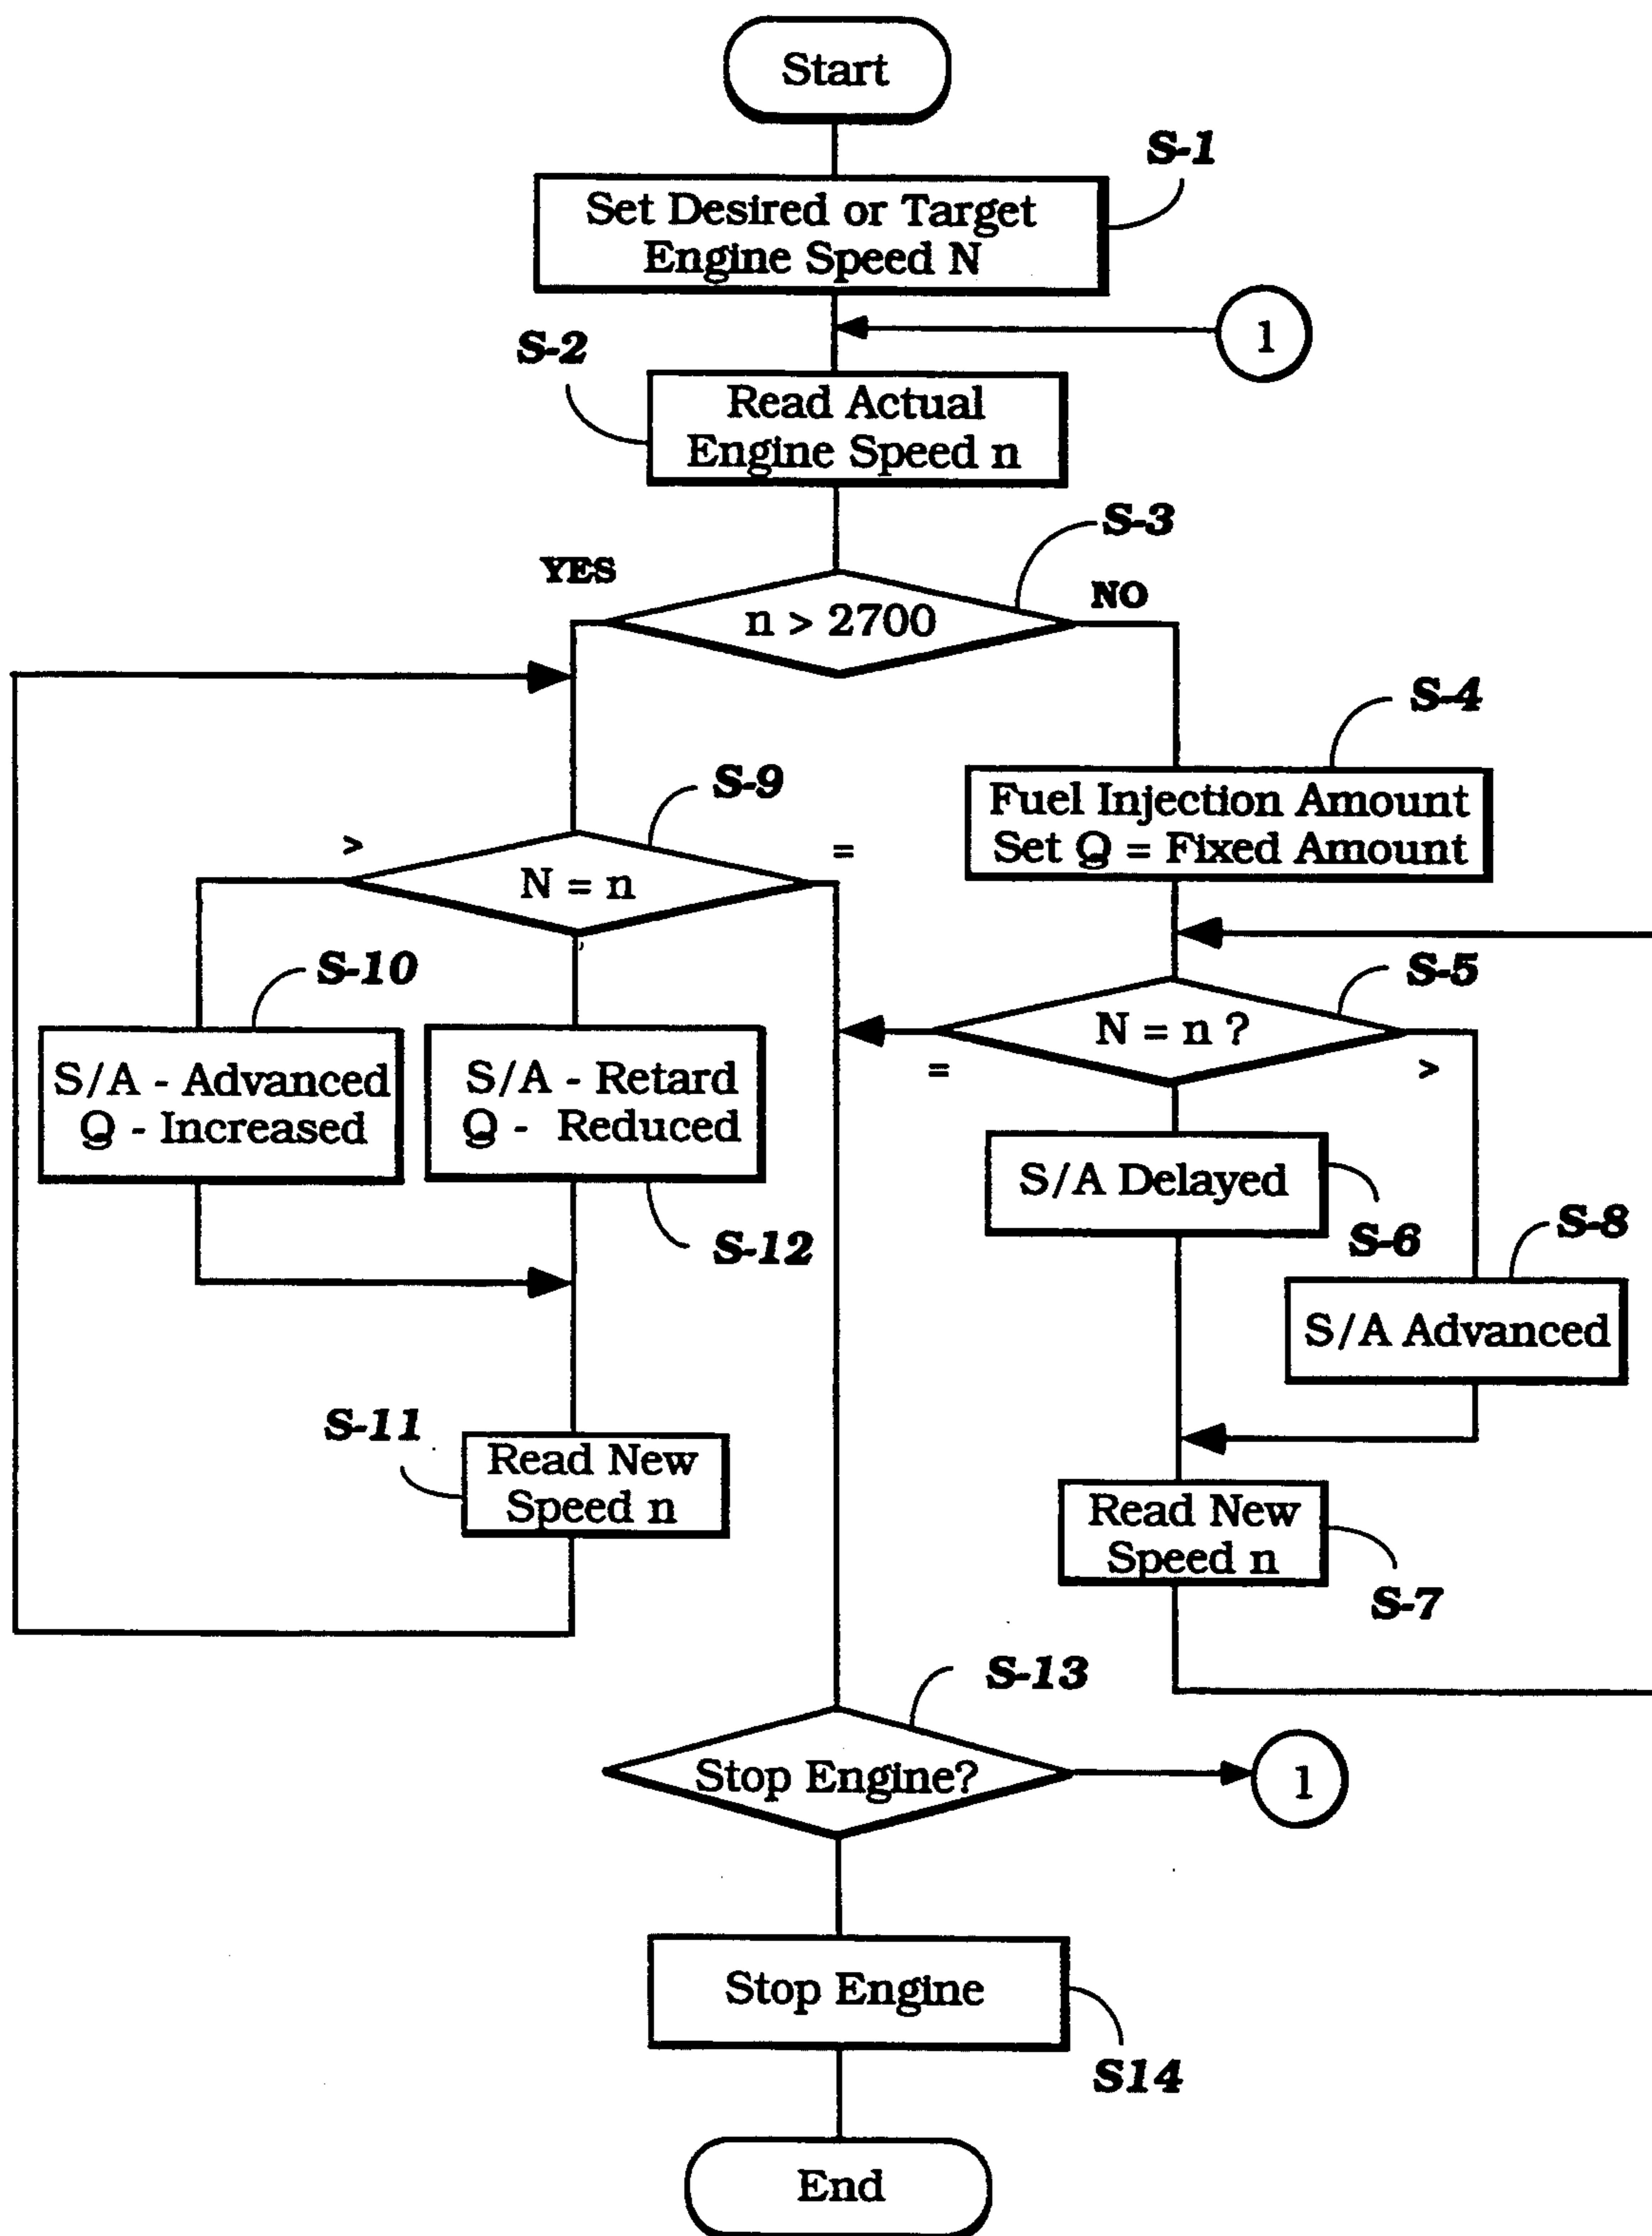 Start
S-1
Set Desired or Target
Engine Speed N
1
S-2
Read Actual
Engine Speed n
S-3
YES
n > 2700
NO
S-4
Fuel Injection Amount
Set Q = Fixed Amount
S-9
>
N = n
=
S-5
N = n ?
=
>
S-10
S/A - Advanced
Q - Increased
S/A - Retard
Q - Reduced
S-12
S/A Delayed
S-6
S-8
S/A Advanced
S-11
Read New
Speed n
Read New
Speed n
S-7
S-13
Stop Engine?
1
Stop Engine
S14
End